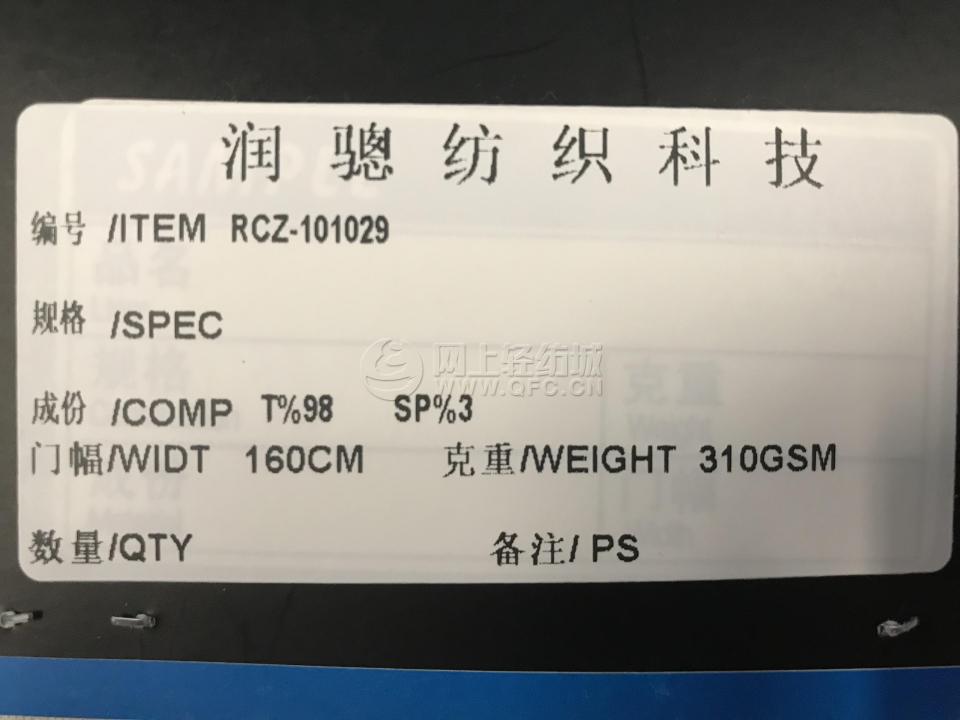 润骢纺织科技
编号 /ITEM RCZ-101029
规格 /SPEC
网上轻纺城
WWW.QFC.CN
成份 /COMP T%98 SP%3
门幅/WIDT 160CM 克重/WEIGHT 310GSM
数量/QTY 备注/ PS